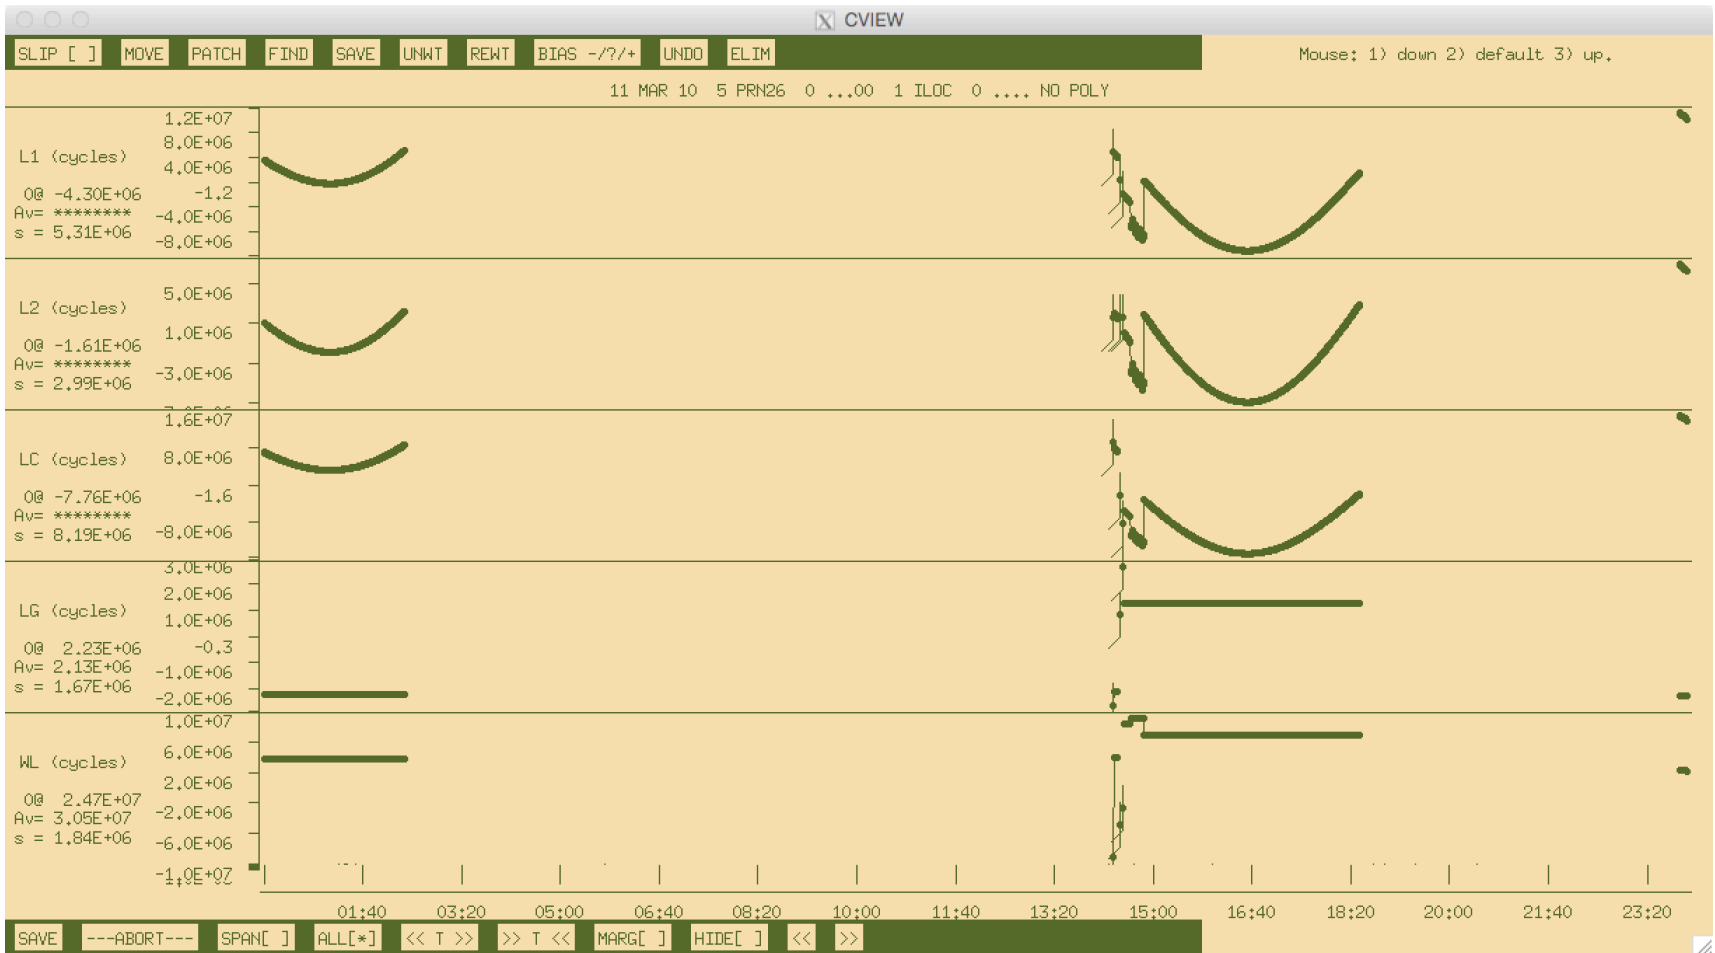 CVIEW
SLIP [ ] MOVE PATCH FIND SAVE UNWT REWT BIAS -/?/+ UNDO ELIM Mouse: 1) down 2) default 3) up.
11 MAR 10 5 PRN26 0 ...00 1 ILOC 0 .... NO POLY
1.2E+07
8.0E+06
L1 (cycles)
4.0E+06
0@ -4.30E+06 -1.2
Av= ********
-4.0E+06
s = 5.31E+06
-8.0E+06
5.0E+06
L2 (cycles)
1.0E+06
0@ -1.61E+06
Av= ********
-3.0E+06
s = 2.99E+06
1.6E+07
LC (cycles) 8.0E+06
0@ -7.76E+06 -1.6
Av= ********
s = 8.19E+06 -8.0E+06
3.0E+06
2.0E+06
LG (cycles)
1.0E+06
0@ 2.23E+06 -0.3
Av= 2.13E+06
-1.0E+06
s = 1.67E+06
-2.0E+06
1.0E+07
6.0E+06
WL (cycles)
2.0E+06
0@ 2.47E+07
Av= 3.05E+07 -2.0E+06
s = 1.84E+06
-6.0E+06
-1.0E+07
01:40 03:20 05:00 06:40 08:20 10:00 11:40 13:20 15:00 16:40 18:20 20:00 21:40 23:20
SAVE ---ABORT--- SPAN[ ] ALL[*] << T >> >> T << MARG[ ] HIDE[ ] << >>